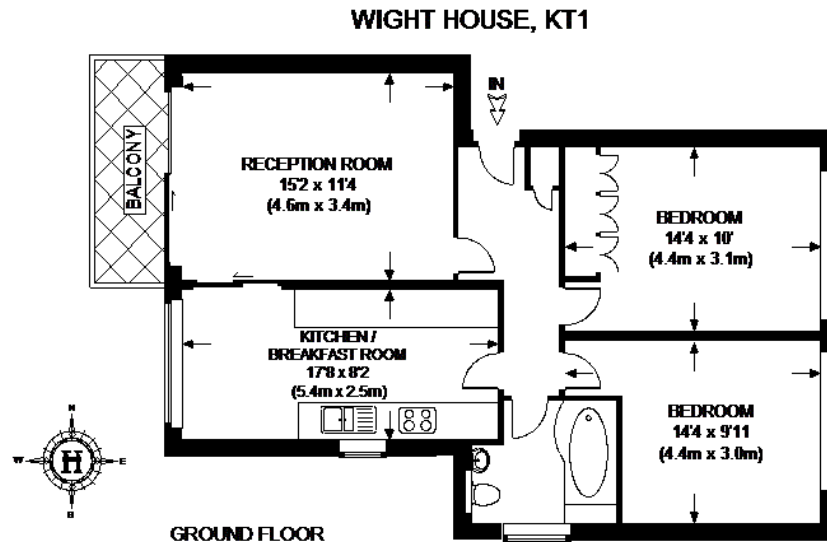 WIGHT HOUSE, KT1
IN
BALCONY
RECEPTION ROOM
15'2 x 11'4
(4.6m x 3.4m)
BEDROOM
14'4 x 10'
(4.4m x 3.1m)
KITCHEN /
BREAKFAST ROOM
17'8 x 8'2
(5.4m x 2.5m)
BEDROOM
14'4 x 9'11
(4.4m x 3.0m)
N
W
H
E
S
GROUND FLOOR